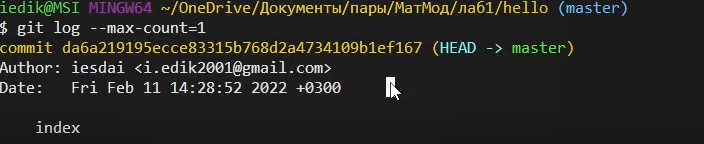 iedik@MSI MINGW64 ~/OneDrive/Документы/пары/МатМод/ла61/hello (master)
$ git log --max-count=1
commit da6a219195ecce83315b768d2a4734109b1ef167 (HEAD -> master)
Author: iesdai <i.edik2001@gmail.com>
Date:   Fri Feb 11 14:28:52 2022 +0300
index